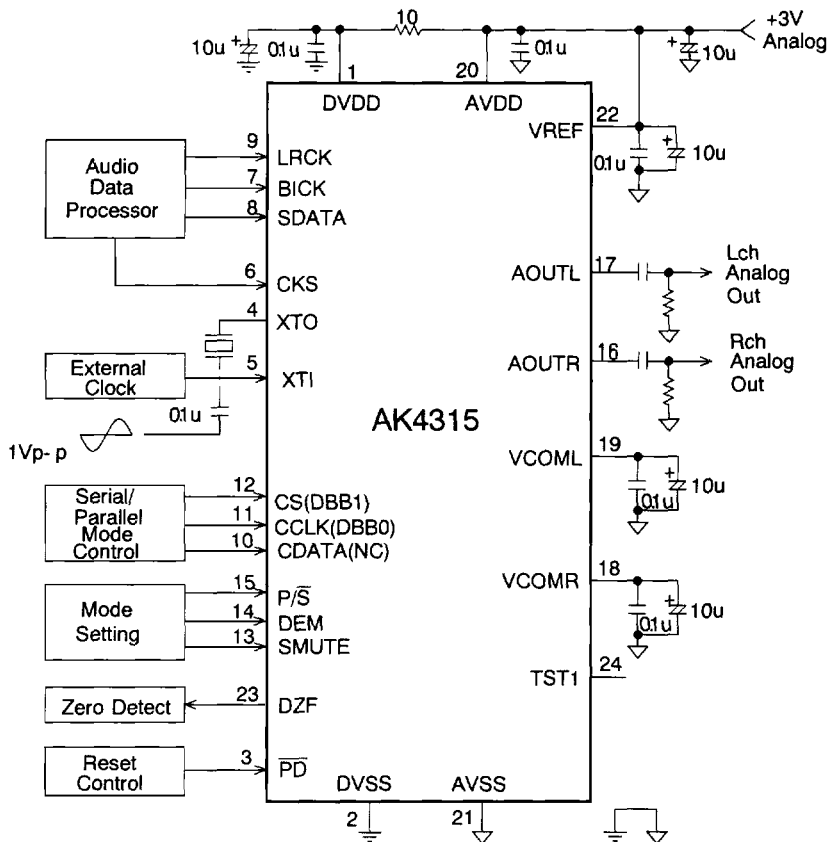 10
+3V
Analog
10u +
0.1u
0.1u
+ 10u
1
20
DVDD
AVDD
VREF
22
0.1u
+ 10u
Audio
Data
Processor
9
LRCK
7
BICK
8
SDATA
6
CKS
4
XTO
External
Clock
5
XTI
0.1u
1Vp-p
AK4315
AOUTL
17
Lch
Analog
Out
AOUTR
16
Rch
Analog
Out
VCOML
19
0.1u
+ 10u
VCOMR
18
0.1u
+ 10u
TST1
24
Serial/
Parallel
Mode
Control
12
CS(DBB1)
11
CCLK(DBB0)
10
CDATA(NC)
Mode
Setting
15
P/S̅
14
DEM
13
SMUTE
Zero Detect
23
DZF
Reset
Control
3
P̅D̅
DVSS
AVSS
2
21